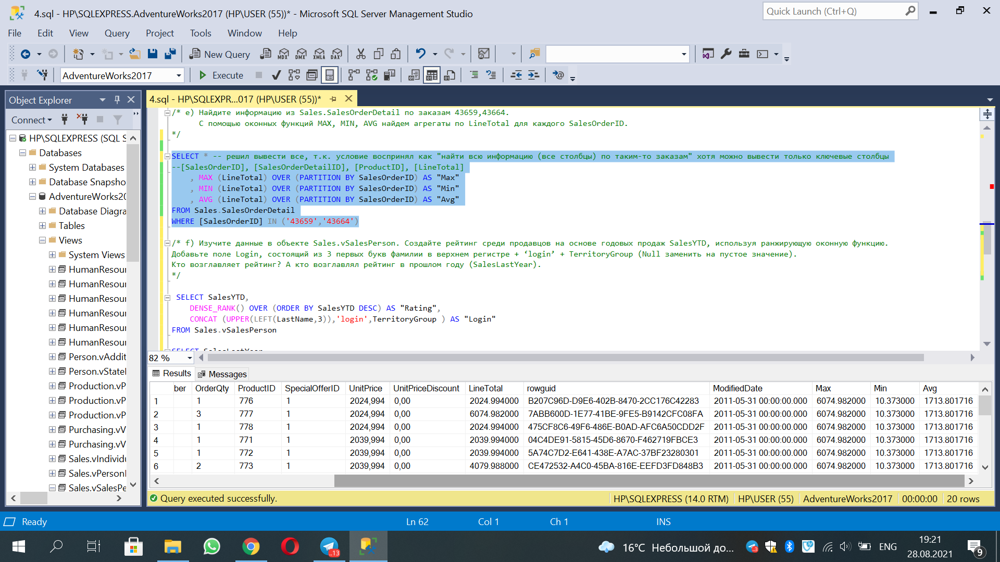 4.sql - HP\SQLEXPRESS.AdventureWorks2017 (HP\USER (55))* - Microsoft SQL Server Management Studio
Quick Launch (Ctrl+Q)
File Edit View Query Project Tools Window Help
New Query MDX DMX XMLA DAX
AdventureWorks2017 Execute
Object Explorer
4.sql - HP\SQLEXPR...017 (HP\USER (55))*
Connect
HP\SQLEXPRESS (SQL S
Databases
System Databases
Database Snapsho
AdventureWorks20
Database Diagra
Tables
Views
System Views
HumanResour
HumanResour
HumanResour
HumanResour
HumanResour
HumanResour
Person.vAddit
Person.vStateI
Production.vP
Production.vP
Production.vP
Purchasing.vV
Purchasing.vV
Sales.vIndividu
Sales.vPersonI
Sales.vSalesPe
/* e) Найдите информацию из Sales.SalesOrderDetail по заказам 43659,43664.
С помощью оконных функций MAX, MIN, AVG найдем агрегаты по LineTotal для каждого SalesOrderID.
*/
SELECT * -- решил вывести все, т.к. условие воспринял как "найти всю информацию (все столбцы) по таким-то заказам" хотя можно вывести только ключевые столбцы
--[SalesOrderID], [SalesOrderDetailID], [ProductID], [LineTotal]
, MAX (LineTotal) OVER (PARTITION BY SalesOrderID) AS "Max"
, MIN (LineTotal) OVER (PARTITION BY SalesOrderID) AS "Min"
, AVG (LineTotal) OVER (PARTITION BY SalesOrderID) AS "Avg"
FROM Sales.SalesOrderDetail
WHERE [SalesOrderID] IN ('43659','43664')
/* f) Изучите данные в объекте Sales.vSalesPerson. Создайте рейтинг среди продавцов на основе годовых продаж SalesYTD, используя ранжирующую оконную функцию.
Добавьте поле Login, состоящий из 3 первых букв фамилии в верхнем регистре + ‘login’ + TerritoryGroup (Null заменить на пустое значение).
Кто возглавляет рейтинг? А кто возглавлял рейтинг в прошлом году (SalesLastYear).
*/
SELECT SalesYTD,
DENSE_RANK() OVER (ORDER BY SalesYTD DESC) AS "Rating",
CONCAT (UPPER(LEFT(LastName,3)),'login',TerritoryGroup ) AS "Login"
FROM Sales.vSalesPerson
SELECT SalesLastYear
82 %
Results Messages
ber OrderQty ProductID SpecialOfferID UnitPrice UnitPriceDiscount LineTotal rowguid ModifiedDate Max Min Avg
1 1 776 1 2024,994 0,00 2024.994000 B207C96D-D9E6-402B-8470-2CC176C42283 2011-05-31 00:00:00.000 6074.982000 10.373000 1713.801716
2 3 777 1 2024,994 0,00 6074.982000 7ABB600D-1E77-41BE-9FE5-B9142CFC08FA 2011-05-31 00:00:00.000 6074.982000 10.373000 1713.801716
3 1 778 1 2024,994 0,00 2024.994000 475CF8C6-49F6-486E-B0AD-AFC6A50CDD2F 2011-05-31 00:00:00.000 6074.982000 10.373000 1713.801716
4 1 771 1 2039,994 0,00 2039.994000 04C4DE91-5815-45D6-8670-F462719FBCE3 2011-05-31 00:00:00.000 6074.982000 10.373000 1713.801716
5 1 772 1 2039,994 0,00 2039.994000 5A74C7D2-E641-438E-A7AC-37BF23280301 2011-05-31 00:00:00.000 6074.982000 10.373000 1713.801716
6 2 773 1 2039,994 0,00 4079.988000 CE472532-A4C0-45BA-816E-EEFD3FD848B3 2011-05-31 00:00:00.000 6074.982000 10.373000 1713.801716
Query executed successfully. HP\SQLEXPRESS (14.0 RTM) HP\USER (55) AdventureWorks2017 00:00:00 20 rows
Ready Ln 62 Col 1 Ch 1 INS
..13 16°C Небольшой до... 3 ENG 19:21
28.08.2021
9